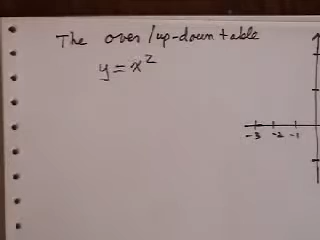 The over/up-down table
y = x²
-3 -2 -1